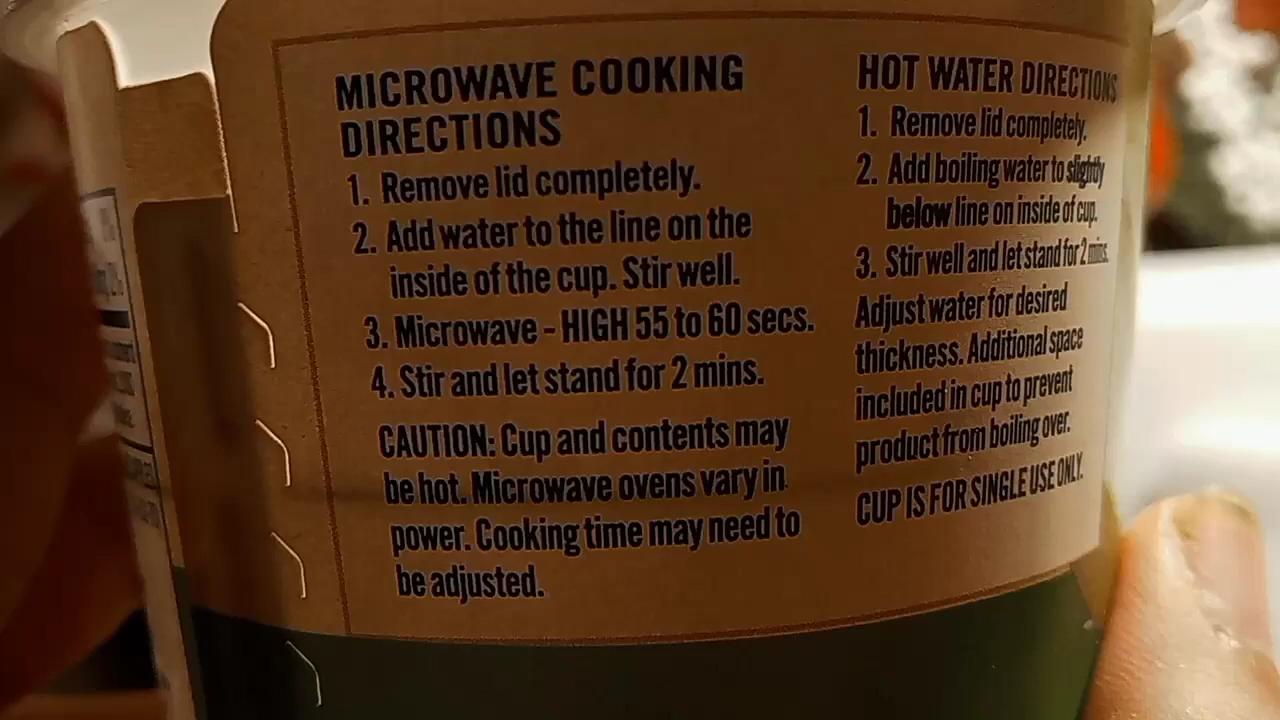 MICROWAVE COOKING
DIRECTIONS
1. Remove lid completely.
2. Add water to the line on the
inside of the cup. Stir well.
3. Microwave - HIGH 55 to 60 secs.
4. Stir and let stand for 2 mins.
CAUTION: Cup and contents may
be hot. Microwave ovens vary in
power. Cooking time may need to
be adjusted.
HOT WATER DIRECTIONS
1. Remove lid completely.
2. Add boiling water to slightly
below line on inside of cup.
3. Stir well and let stand for 2 mins.
Adjust water for desired
thickness. Additional space
included in cup to prevent
product from boiling over.
CUP IS FOR SINGLE USE ONLY.